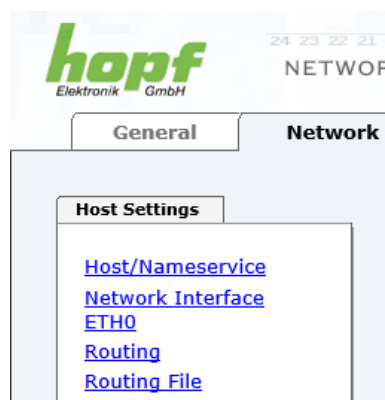 hopf
Elektronik GmbH
24 23 22 21
NETWOR
General
Network
Host Settings
Host/Nameservice
Network Interface
ETH0
Routing
Routing File